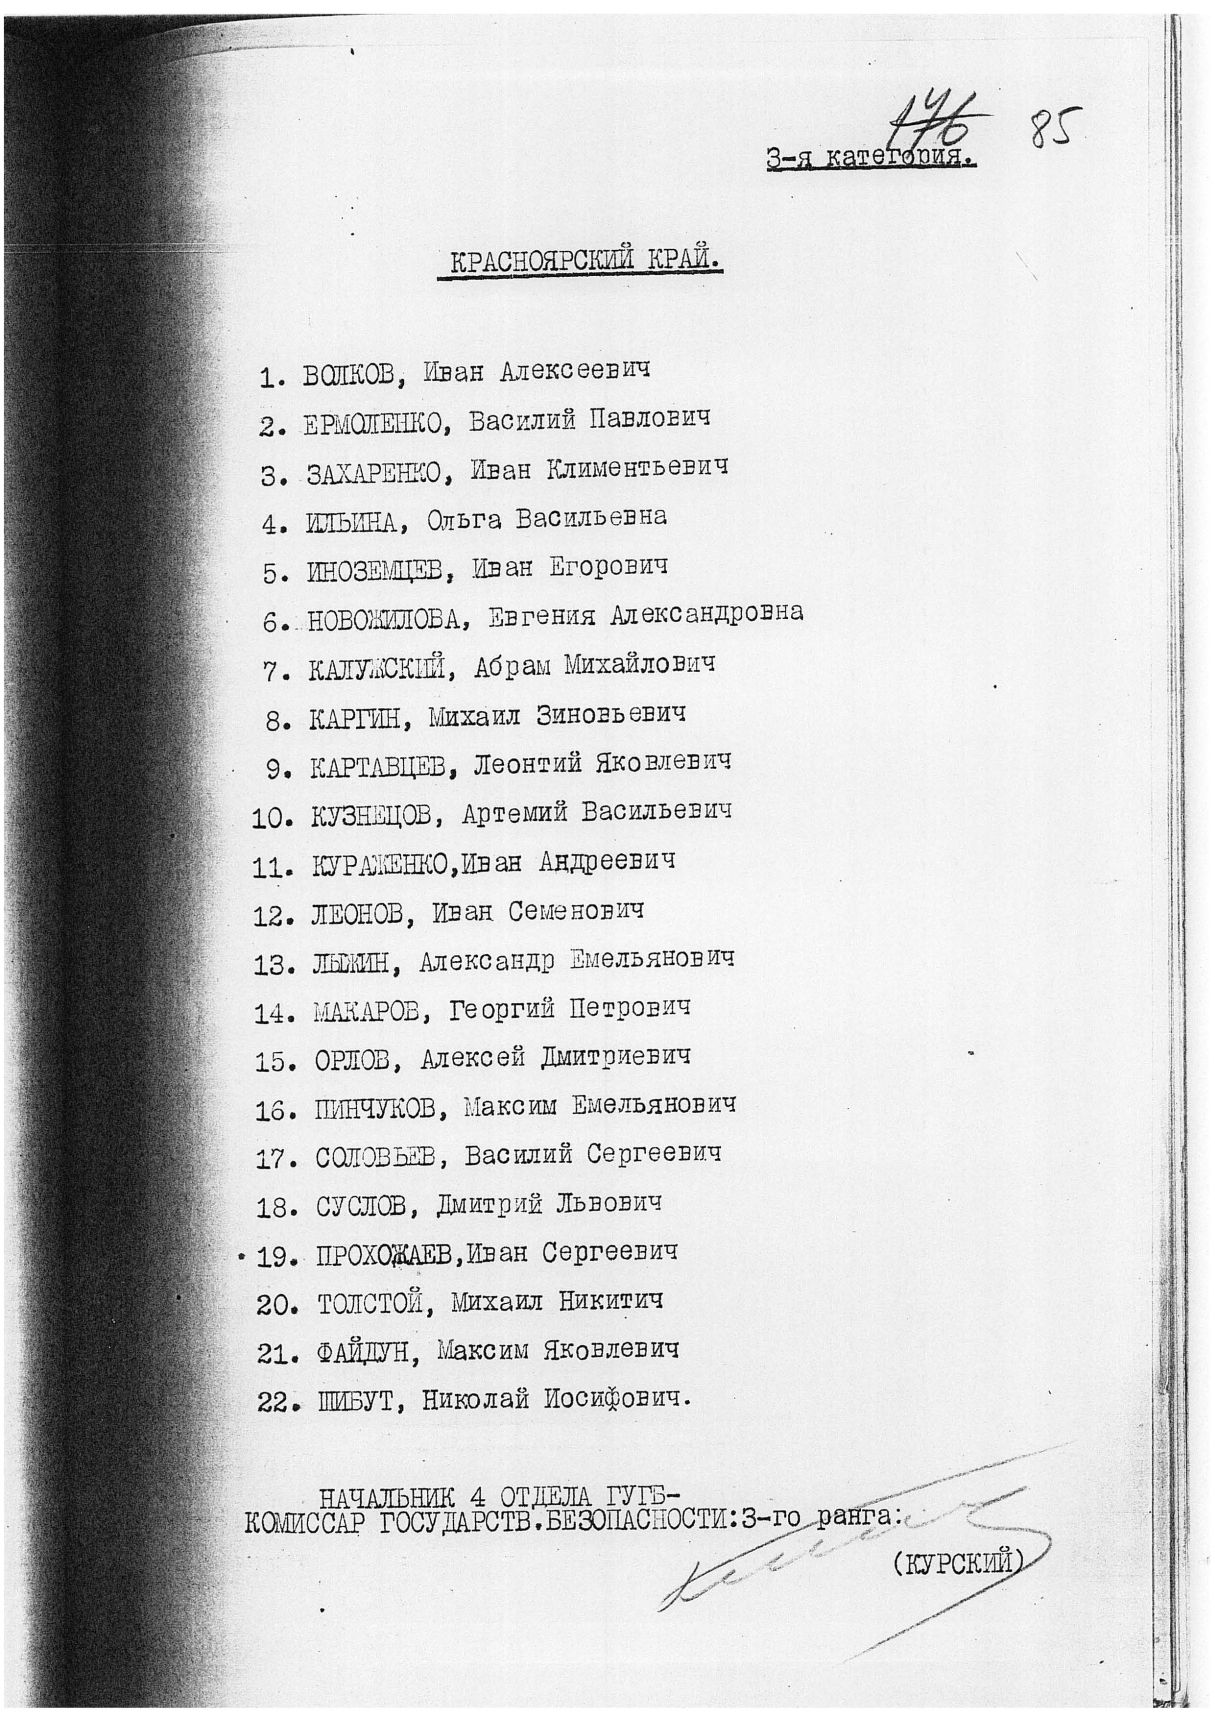 176 85
3-я категория.
КРАСНОЯРСКИЙ КРАЙ.
1. ВОЛКОВ, Иван Алексеевич
2. ЕРМОЛЕНКО, Василий Павлович
3. ЗАХАРЕНКО, Иван Климентьевич
4. ИЛЬИНА, Ольга Васильевна
5. ИНОЗЕМЦЕВ, Иван Егорович
6. НОВОЖИЛОВА, Евгения Александровна
7. КАЛУЖСКИЙ, Абрам Михайлович
8. КАРГИН, Михаил Зиновьевич
9. КАРТАВЦЕВ, Леонтий Яковлевич
10. КУЗНЕЦОВ, Артемий Васильевич
11. КУРАЖЕНКО,Иван Андреевич
12. ЛЕОНОВ, Иван Семенович
13. ЛЫЖИН, Александр Емельянович
14. МАКАРОВ, Георгий Петрович
15. ОРЛОВ, Алексей Дмитриевич
16. ПИНЧУКОВ, Максим Емельянович
17. СОЛОВЬЕВ, Василий Сергеевич
18. СУСЛОВ, Дмитрий Львович
19. ПРОХОЖАЕВ,Иван Сергеевич
20. ТОЛСТОЙ, Михаил Никитич
21. ФАЙДУН, Максим Яковлевич
22. ШИБУТ, Николай Иосифович.
НАЧАЛЬНИК 4 ОТДЕЛА ГУГБ-
КОМИССАР ГОСУДАРСТВ.БЕЗОПАСНОСТИ:3-го ранга:
(КУРСКИЙ)